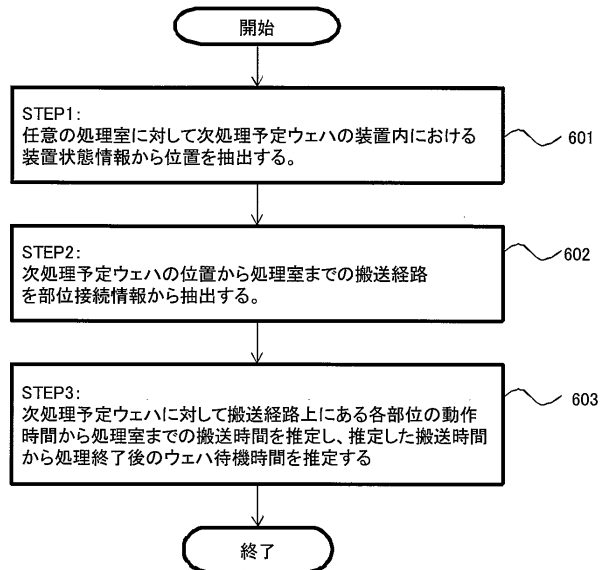 開始
STEP1:
任意の処理室に対して次処理予定ウェハの装置内における
装置状態情報から位置を抽出する。
601
STEP2:
次処理予定ウェハの位置から処理室までの搬送経路
を部位接続情報から抽出する。
602
STEP3:
次処理予定ウェハに対して搬送経路上にある各部位の動作
時間から処理室までの搬送時間を推定し、推定した搬送時間
から処理終了後のウェハ待機時間を推定する
603
終了